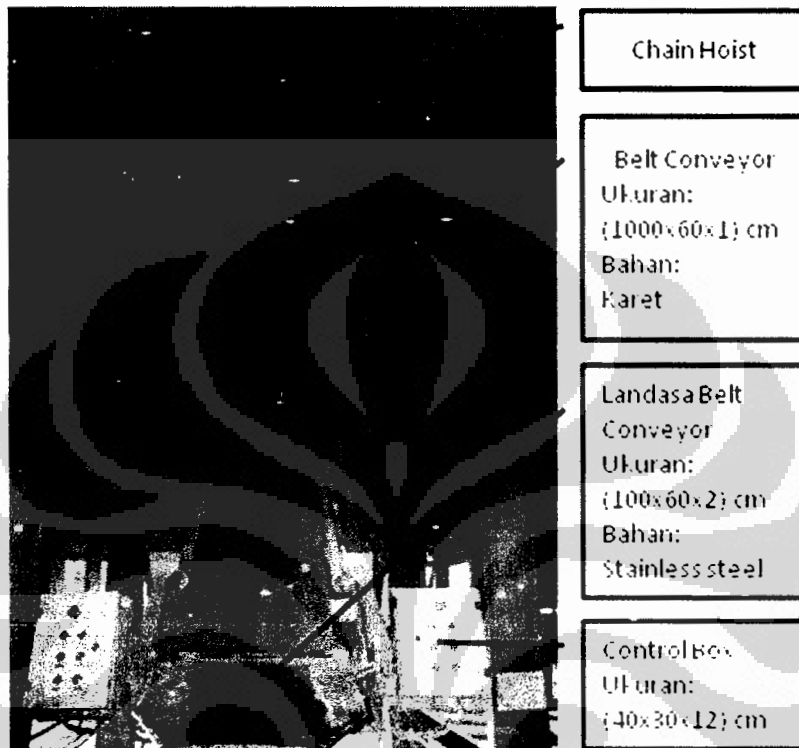 Chain Hoist
Belt Conveyor
Ukuran:
(1000x60x1) cm
Bahan:
Karet
Landasa Belt
Conveyor
Ukuran:
(100x60x2) cm
Bahan:
Stainless steel
Control Box
Ukuran:
(40x30x12) cm